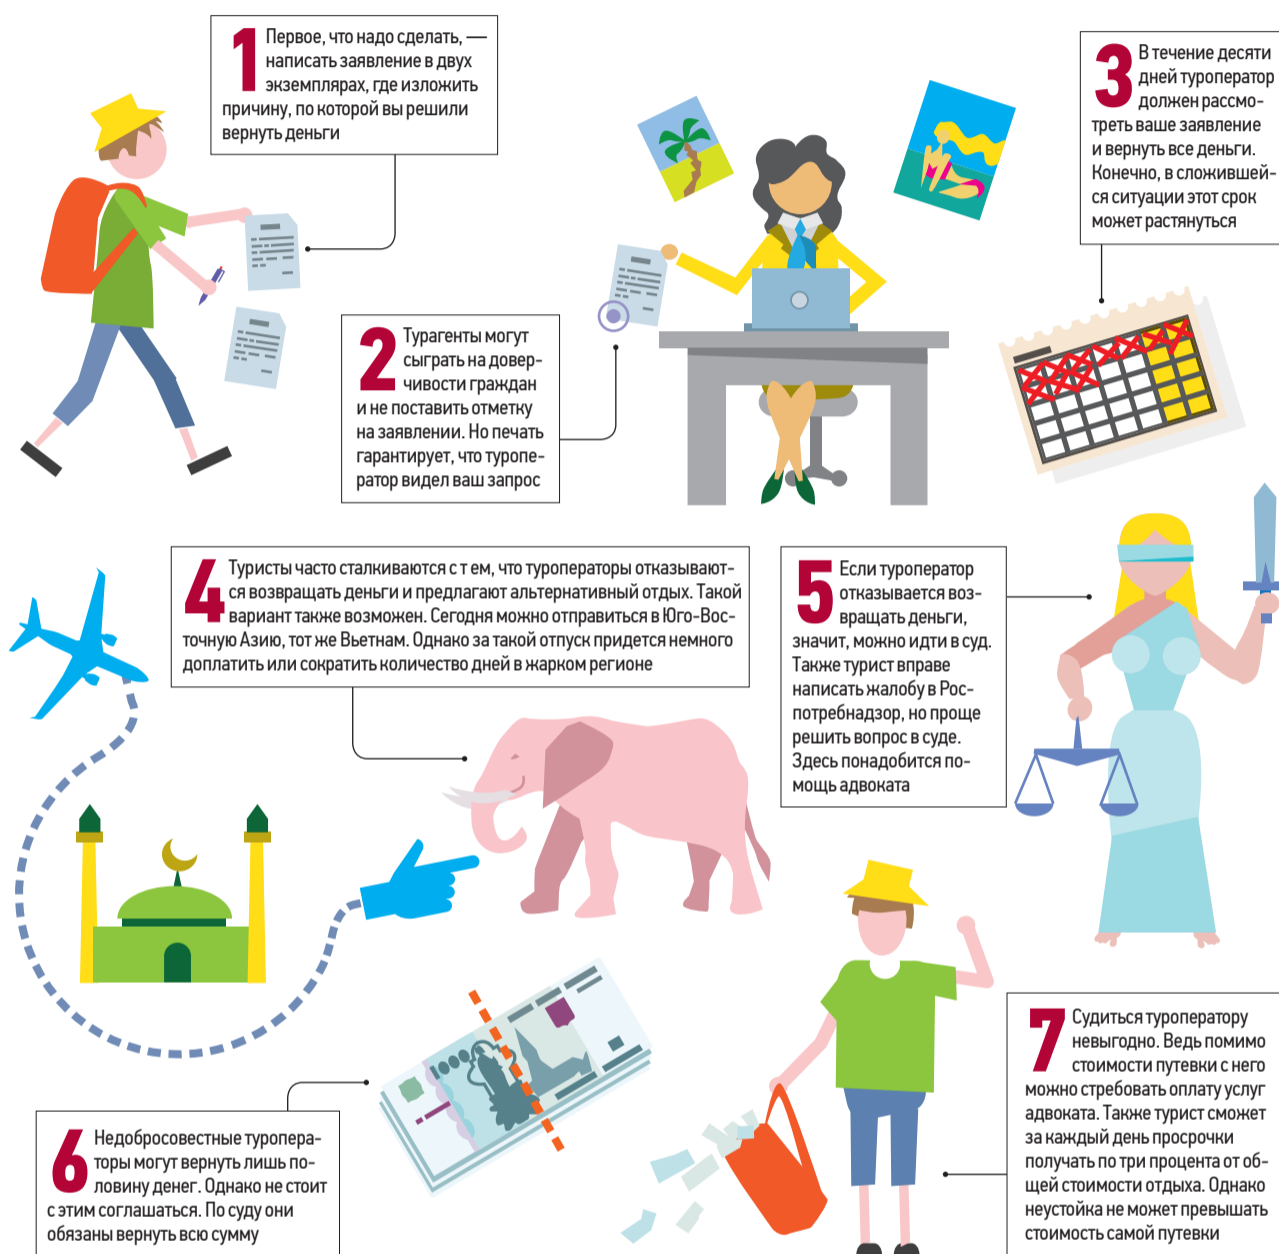 1 Первое, что надо сделать, —
написать заявление в двух
экземплярах, где изложить
причину, по которой вы решили
вернуть деньги
2 Турагенты могут
сыграть на довер-
чивости граждан
и не поставить отметку
на заявлении. Но печать
гарантирует, что туропе-
ратор видел ваш запрос
3 В течение десяти
дней туроператор
должен рассмо-
треть ваше заявление
и вернуть все деньги.
Конечно, в сложившей-
ся ситуации этот срок
может растянуться
4 Туристы часто сталкиваются с т ем, что туроператоры отказывают-
ся возвращать деньги и предлагают альтернативный отдых. Такой
вариант также возможен. Сегодня можно отправиться в Юго-Вос-
точную Азию, тот же Вьетнам. Однако за такой отпуск придется немного
доплатить или сократить количество дней в жарком регионе
5 Если туроператор
отказывается воз-
вращать деньги,
значит, можно идти в суд.
Также турист вправе
написать жалобу в Рос-
потребнадзор, но проще
решить вопрос в суде.
Здесь понадобится по-
мощь адвоката
6 Недобросовестные туропера-
торы могут вернуть лишь по-
ловину денег. Однако не стоит
с этим соглашаться. По суду они
обязаны вернуть всю сумму
7 Судиться туроператору
невыгодно. Ведь помимо
стоимости путевки с него
можно стребовать оплату услуг
адвоката. Также турист сможет
за каждый день просрочки
получать по три процента от об-
щей стоимости отдыха. Однако
неустойка не может превышать
стоимость самой путевки